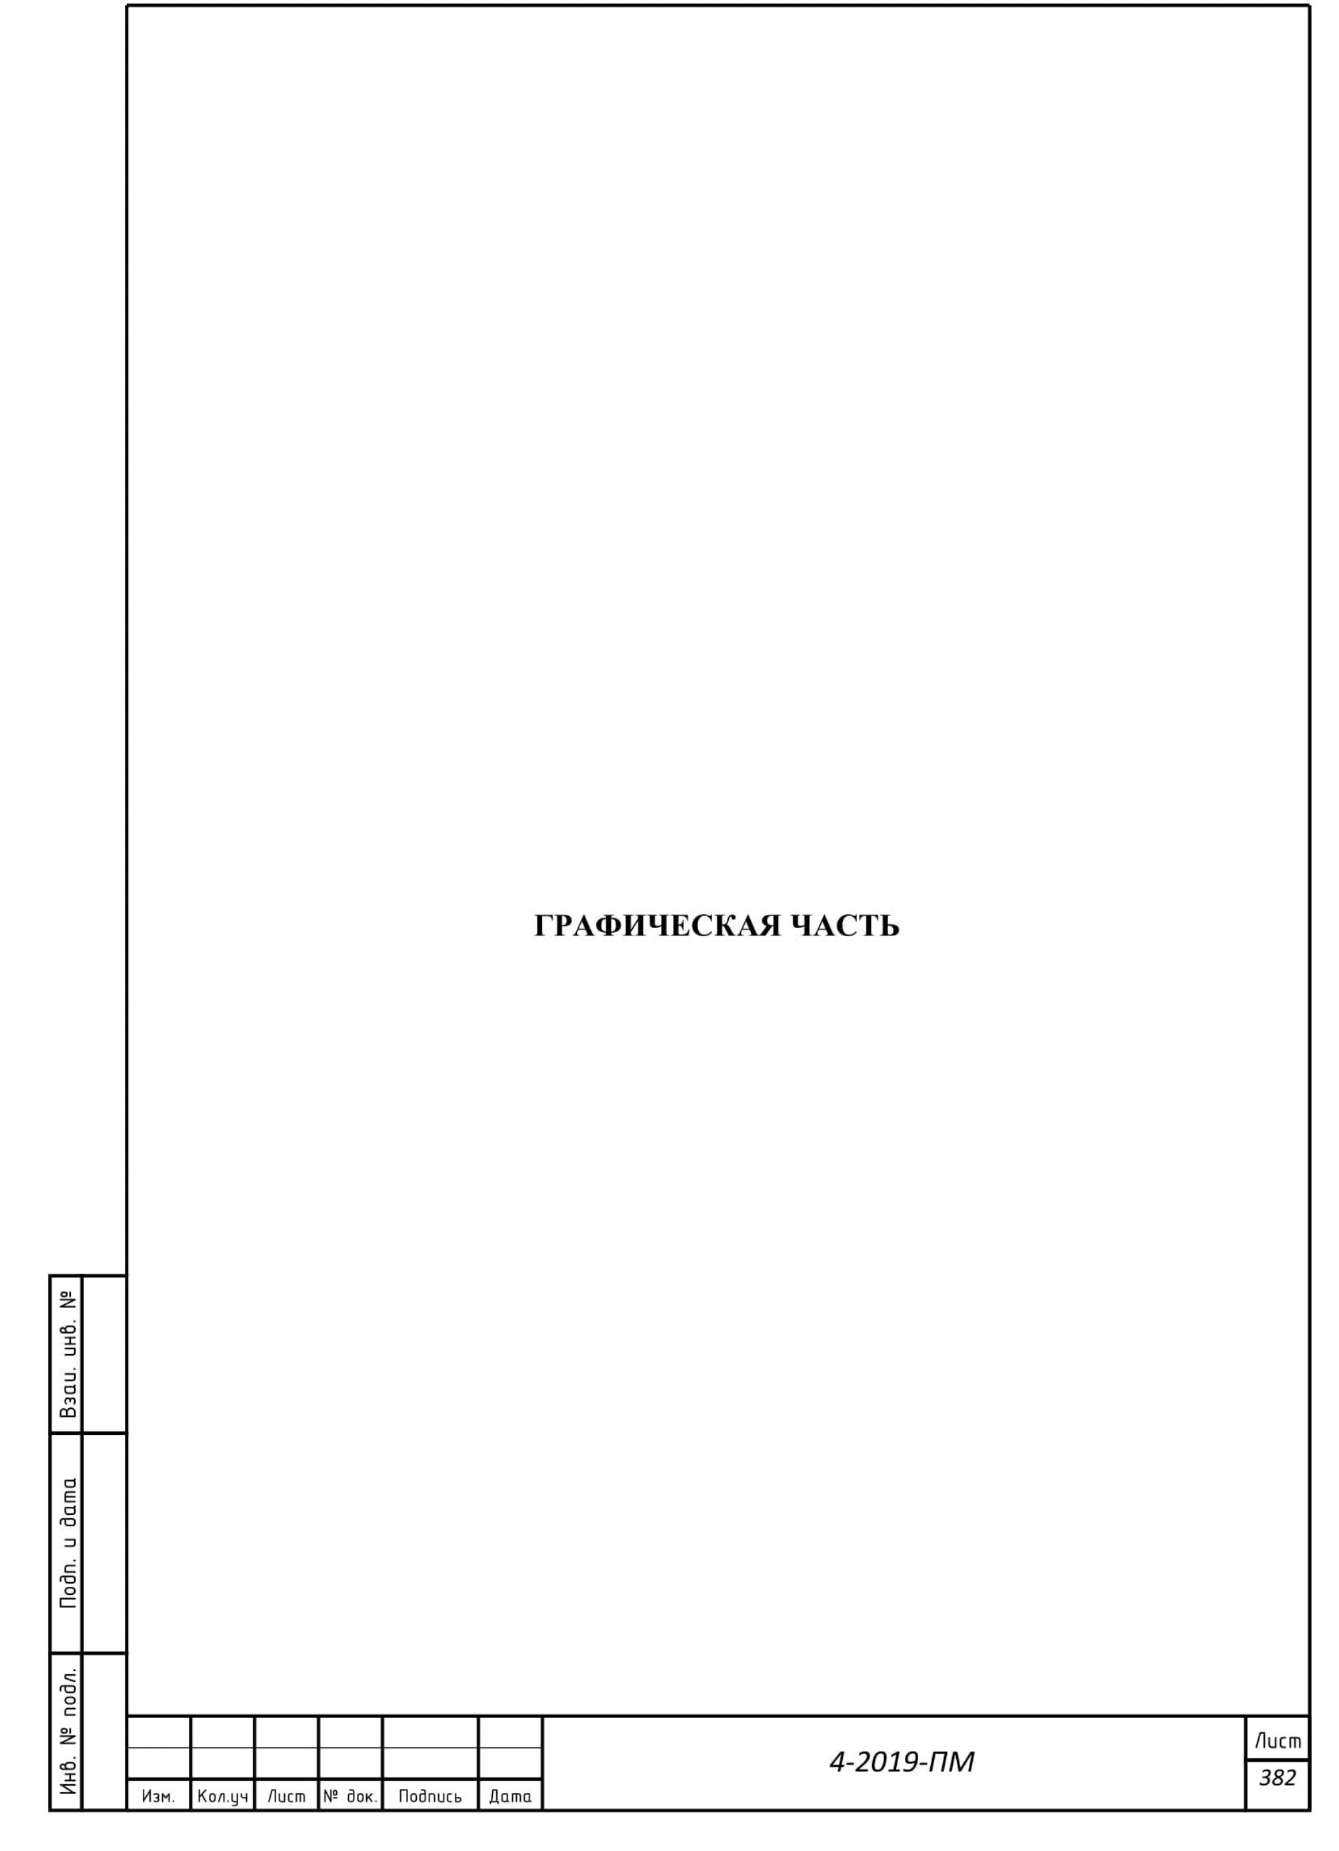 ГРАФИЧЕСКАЯ ЧАСТЬ
Взаи. инв. №
Подп. и дата
Инв. № подл.
Изм. Кол.уч Лист № док. Подпись Дата
4-2019-ПМ
Лист
382